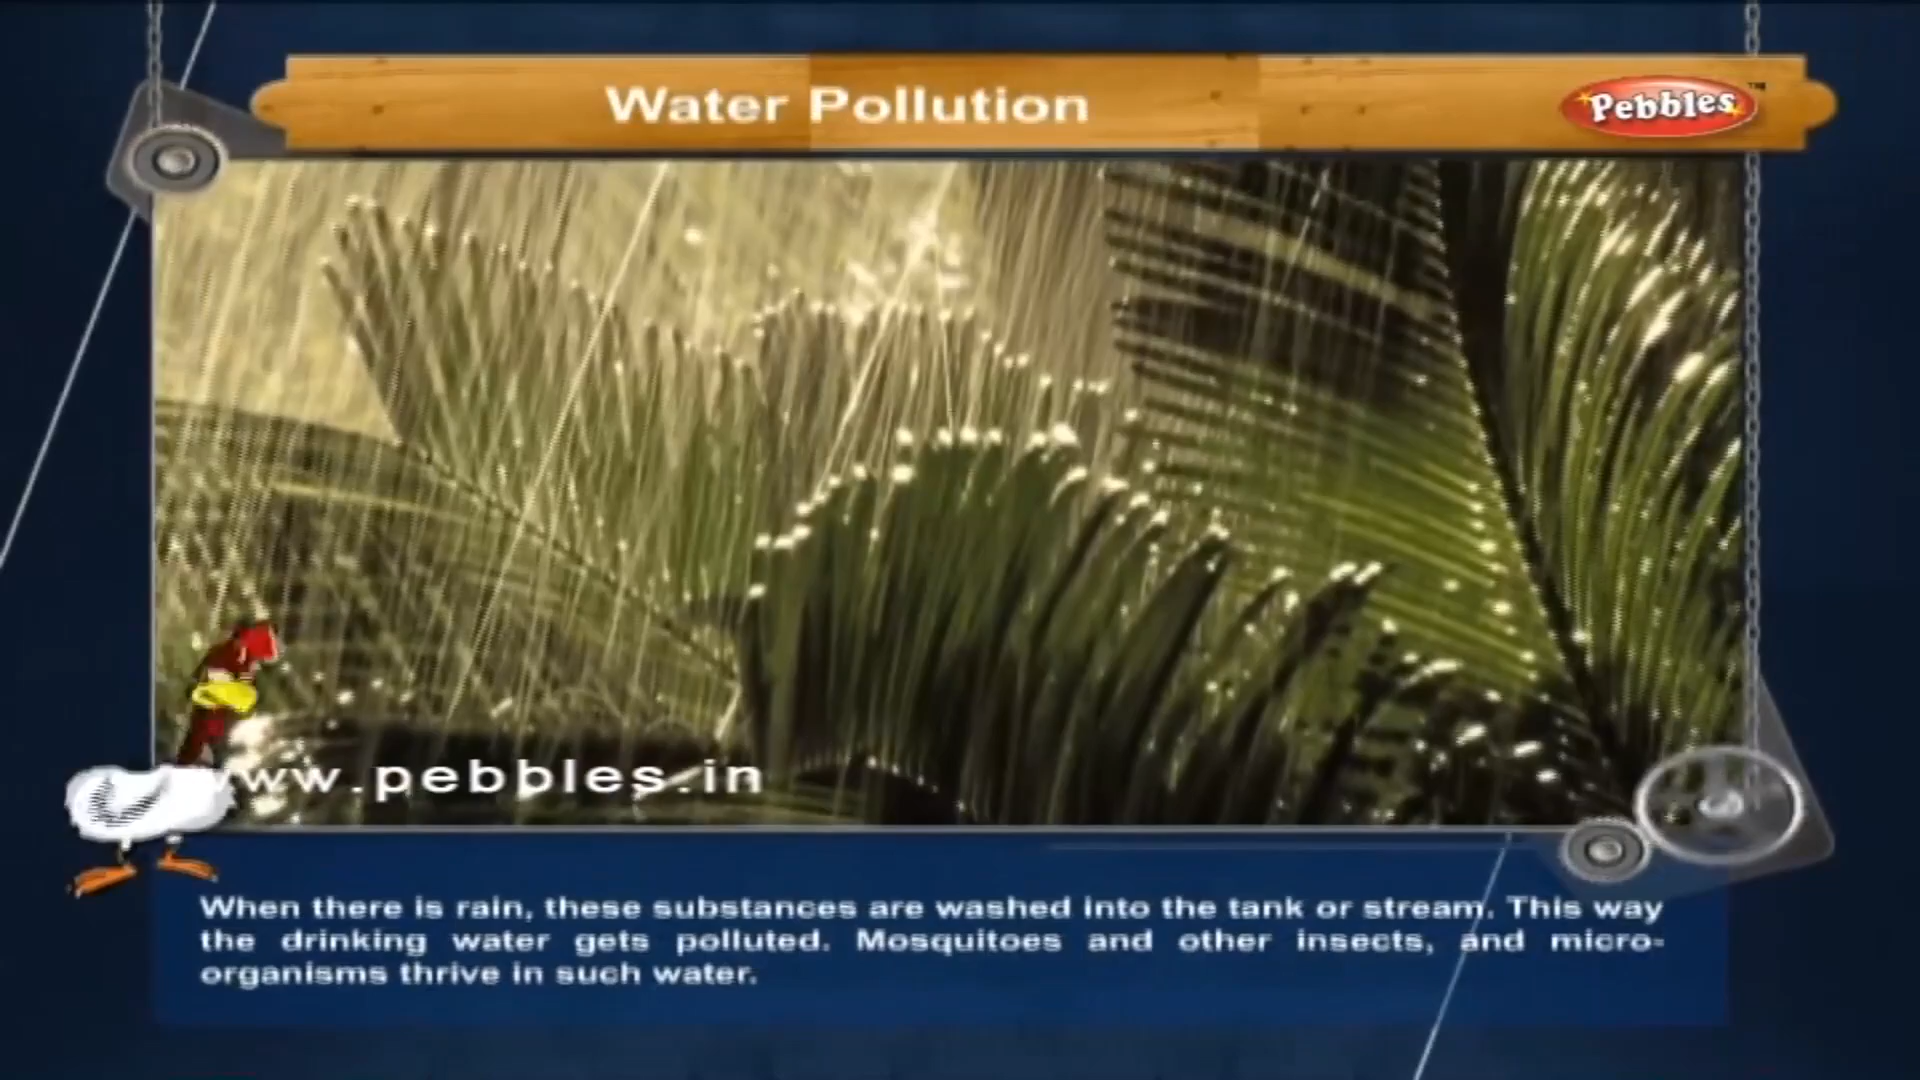 Water Pollution
Pebbles™
www.pebbles.in
When there is rain, these substances are washed into the tank or stream. This way
the drinking water gets polluted. Mosquitoes and other insects, and micro-
organisms thrive in such water.